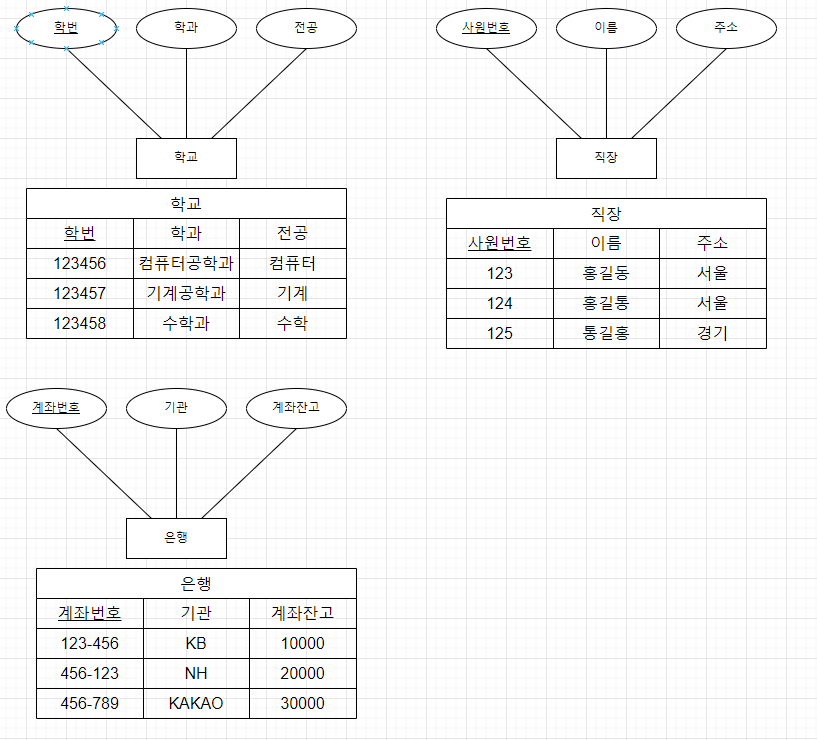 학번 학과 전공
학교
학교
학번 학과 전공
123456 컴퓨터공학과 컴퓨터
123457 기계공학과 기계
123458 수학과 수학
사원번호 이름 주소
직장
직장
사원번호 이름 주소
123 홍길동 서울
124 홍길통 서울
125 통길홍 경기
계좌번호 기관 계좌잔고
은행
은행
계좌번호 기관 계좌잔고
123-456 KB 10000
456-123 NH 20000
456-789 KAKAO 30000